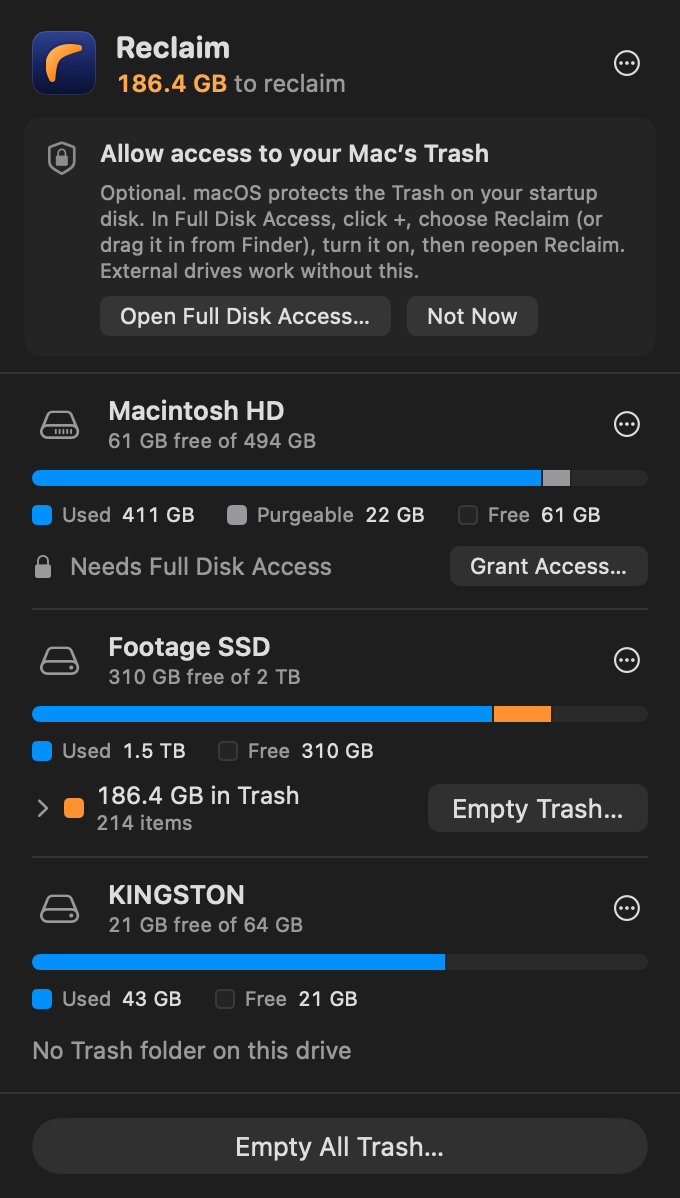 Reclaim
186.4 GB to reclaim
Allow access to your Mac’s Trash
Optional. macOS protects the Trash on your startup
disk. In Full Disk Access, click +, choose Reclaim (or
drag it in from Finder), turn it on, then reopen Reclaim.
External drives work without this.
Open Full Disk Access...
Not Now
Macintosh HD
61 GB free of 494 GB
Used 411 GB Purgeable 22 GB Free 61 GB
Needs Full Disk Access
Grant Access...
Footage SSD
310 GB free of 2 TB
Used 1.5 TB Free 310 GB
186.4 GB in Trash
214 items
Empty Trash...
KINGSTON
21 GB free of 64 GB
Used 43 GB Free 21 GB
No Trash folder on this drive
Empty All Trash...